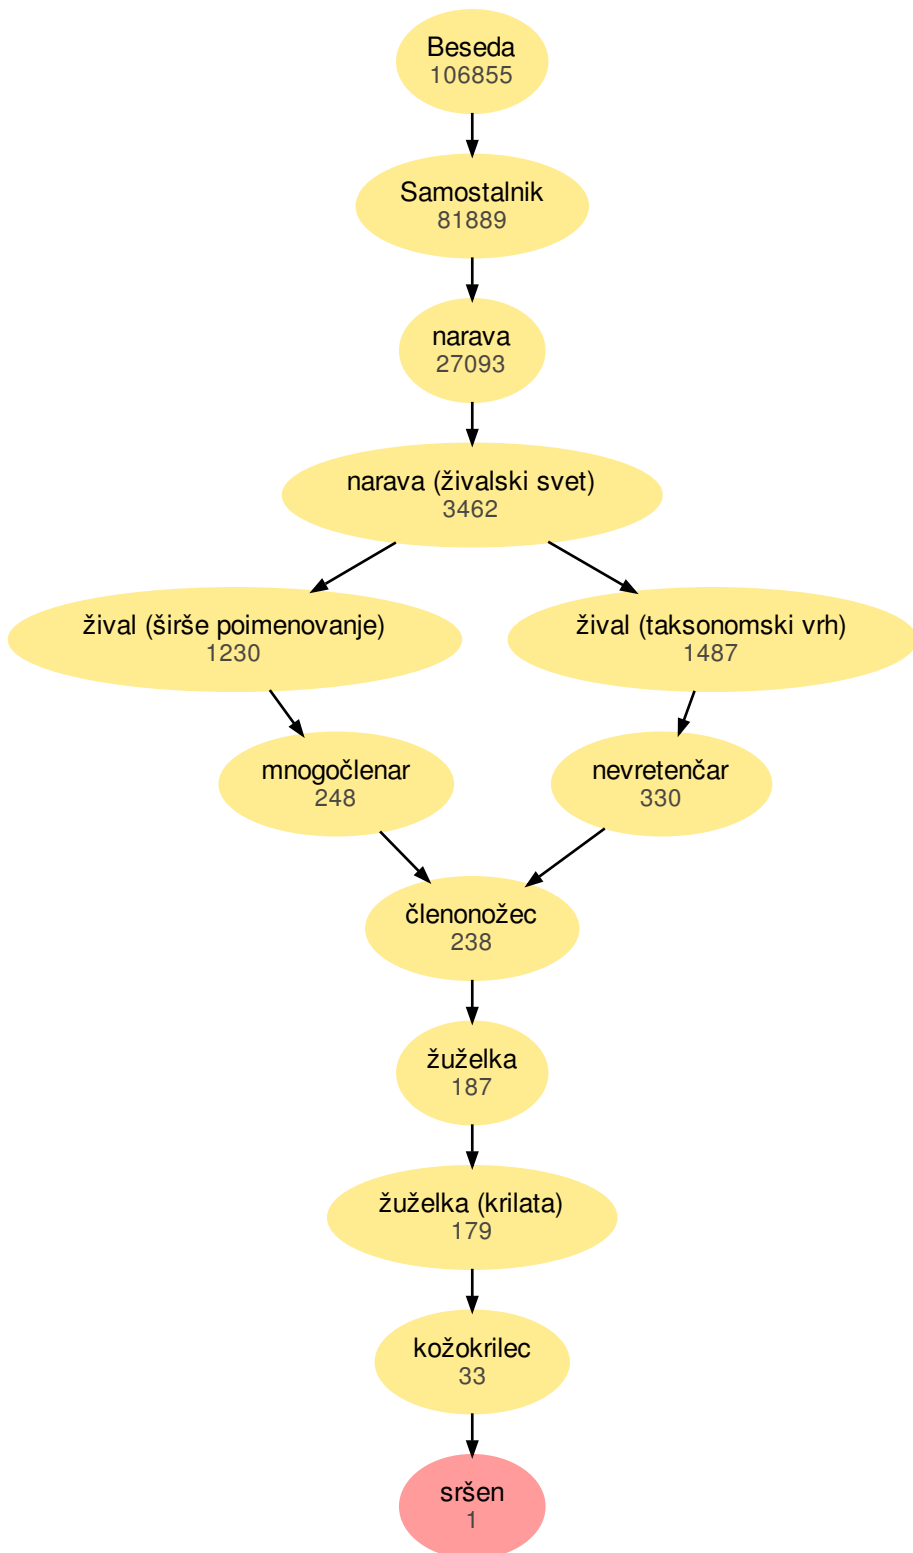 Beseda
106855
Samostalnik
81889
narava
27093
narava (živalski svet)
3462
žival (širše poimenovanje)
1230
žival (taksonomski vrh)
1487
mnogočlenar
248
nevretenčar
330
členonožec
238
žuželka
187
žuželka (krilata)
179
kožokrilec
33
sršen
1